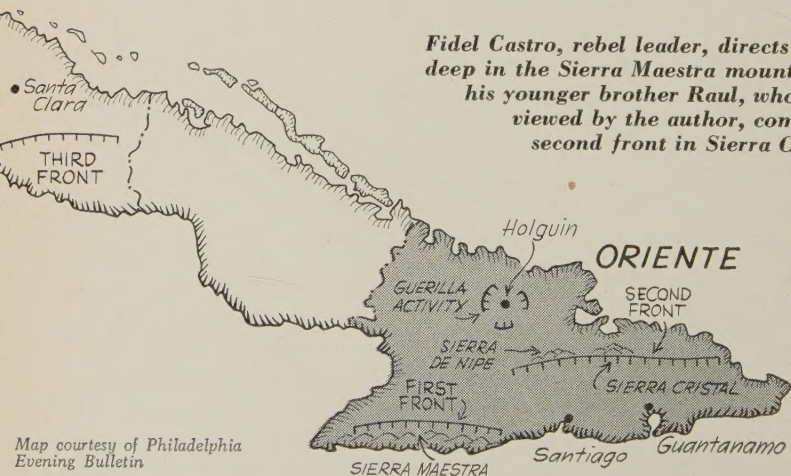 Fidel Castro, rebel leader, directs
deep in the Sierra Maestra
his younger brother Raul,
viewed by the author,
second front in Sierra
Santa
Clara
THIRD
FRONT
Holguin
ORIENTE
GUERILLA
ACTIVITY
SECOND
FRONT
SIERRA
DE NIPE
SIERRA CRISTAL
FIRST
FRONT
Santiago
Guantanamo
SIERRA MAESTRA
Map courtesy of Philadelphia
Evening Bulletin